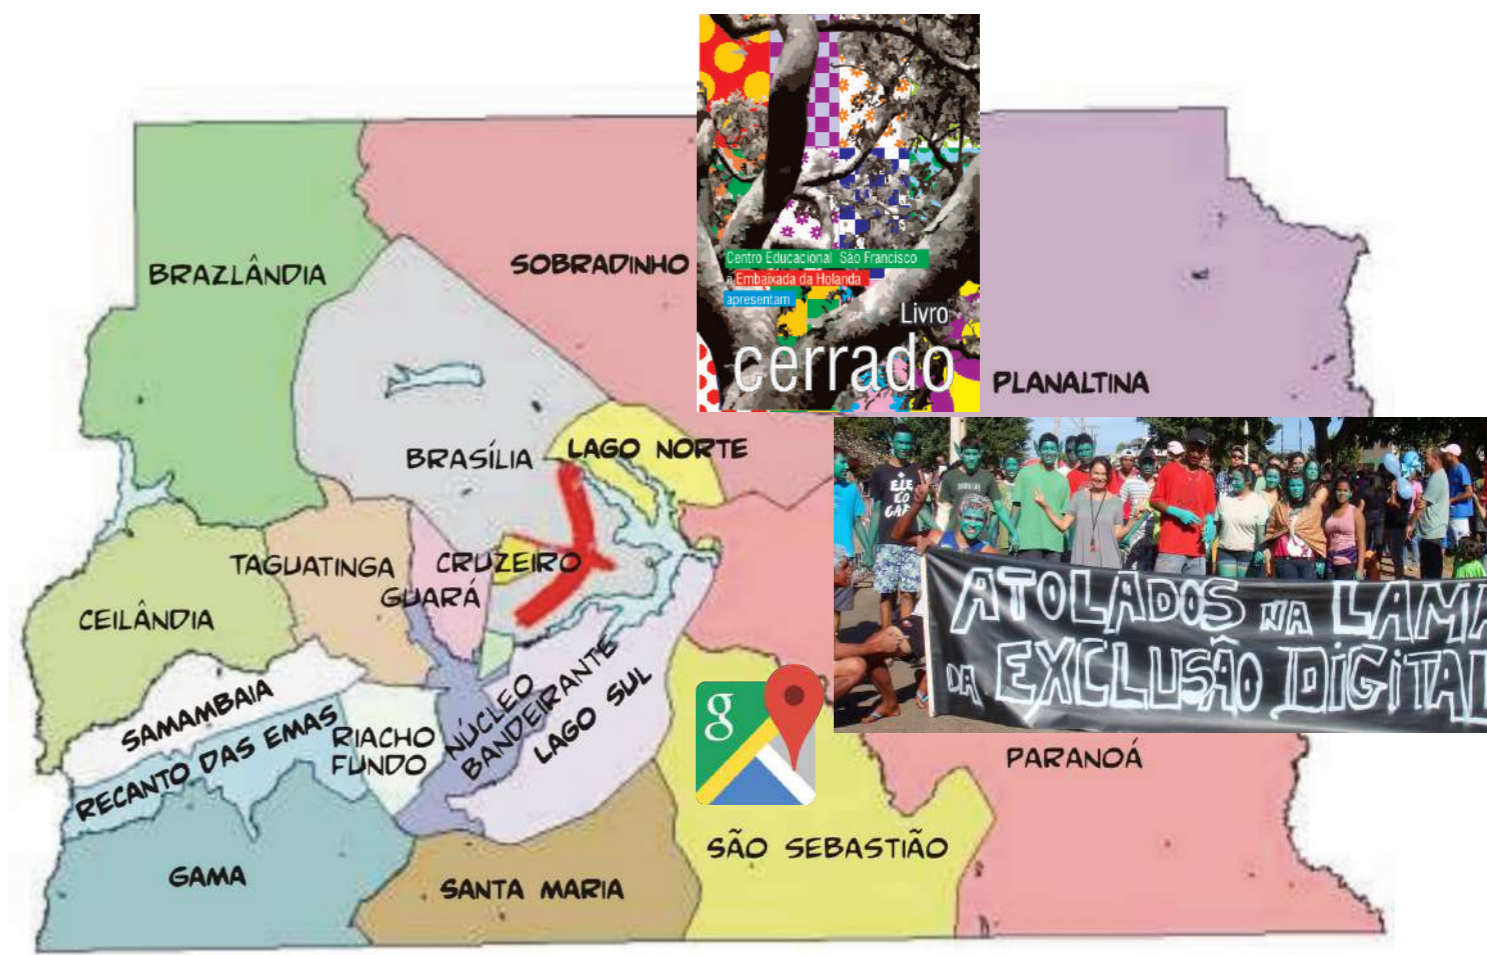 Centro Educacional São Francisco
e Embaixada da Holanda
apresentam
Livro
cerrado
BRAZLÂNDIA
SOBRADINHO
PLANALTINA
BRASÍLIA
LAGO NORTE
ELE
TAGUATINGA
CRUZEIRO
GUARÁ
CEILÂNDIA
ATOLADOS NA LAMA
DA EXCLUSÃO DIGITAL
SAMAMBAIA
RECANTO DAS EMAS
RIACHO
FUNDO
NÚCLEO
BANDEIRANTE
LAGO SUL
g
PARANOÁ
SÃO SEBASTIÃO
GAMA
SANTA MARIA